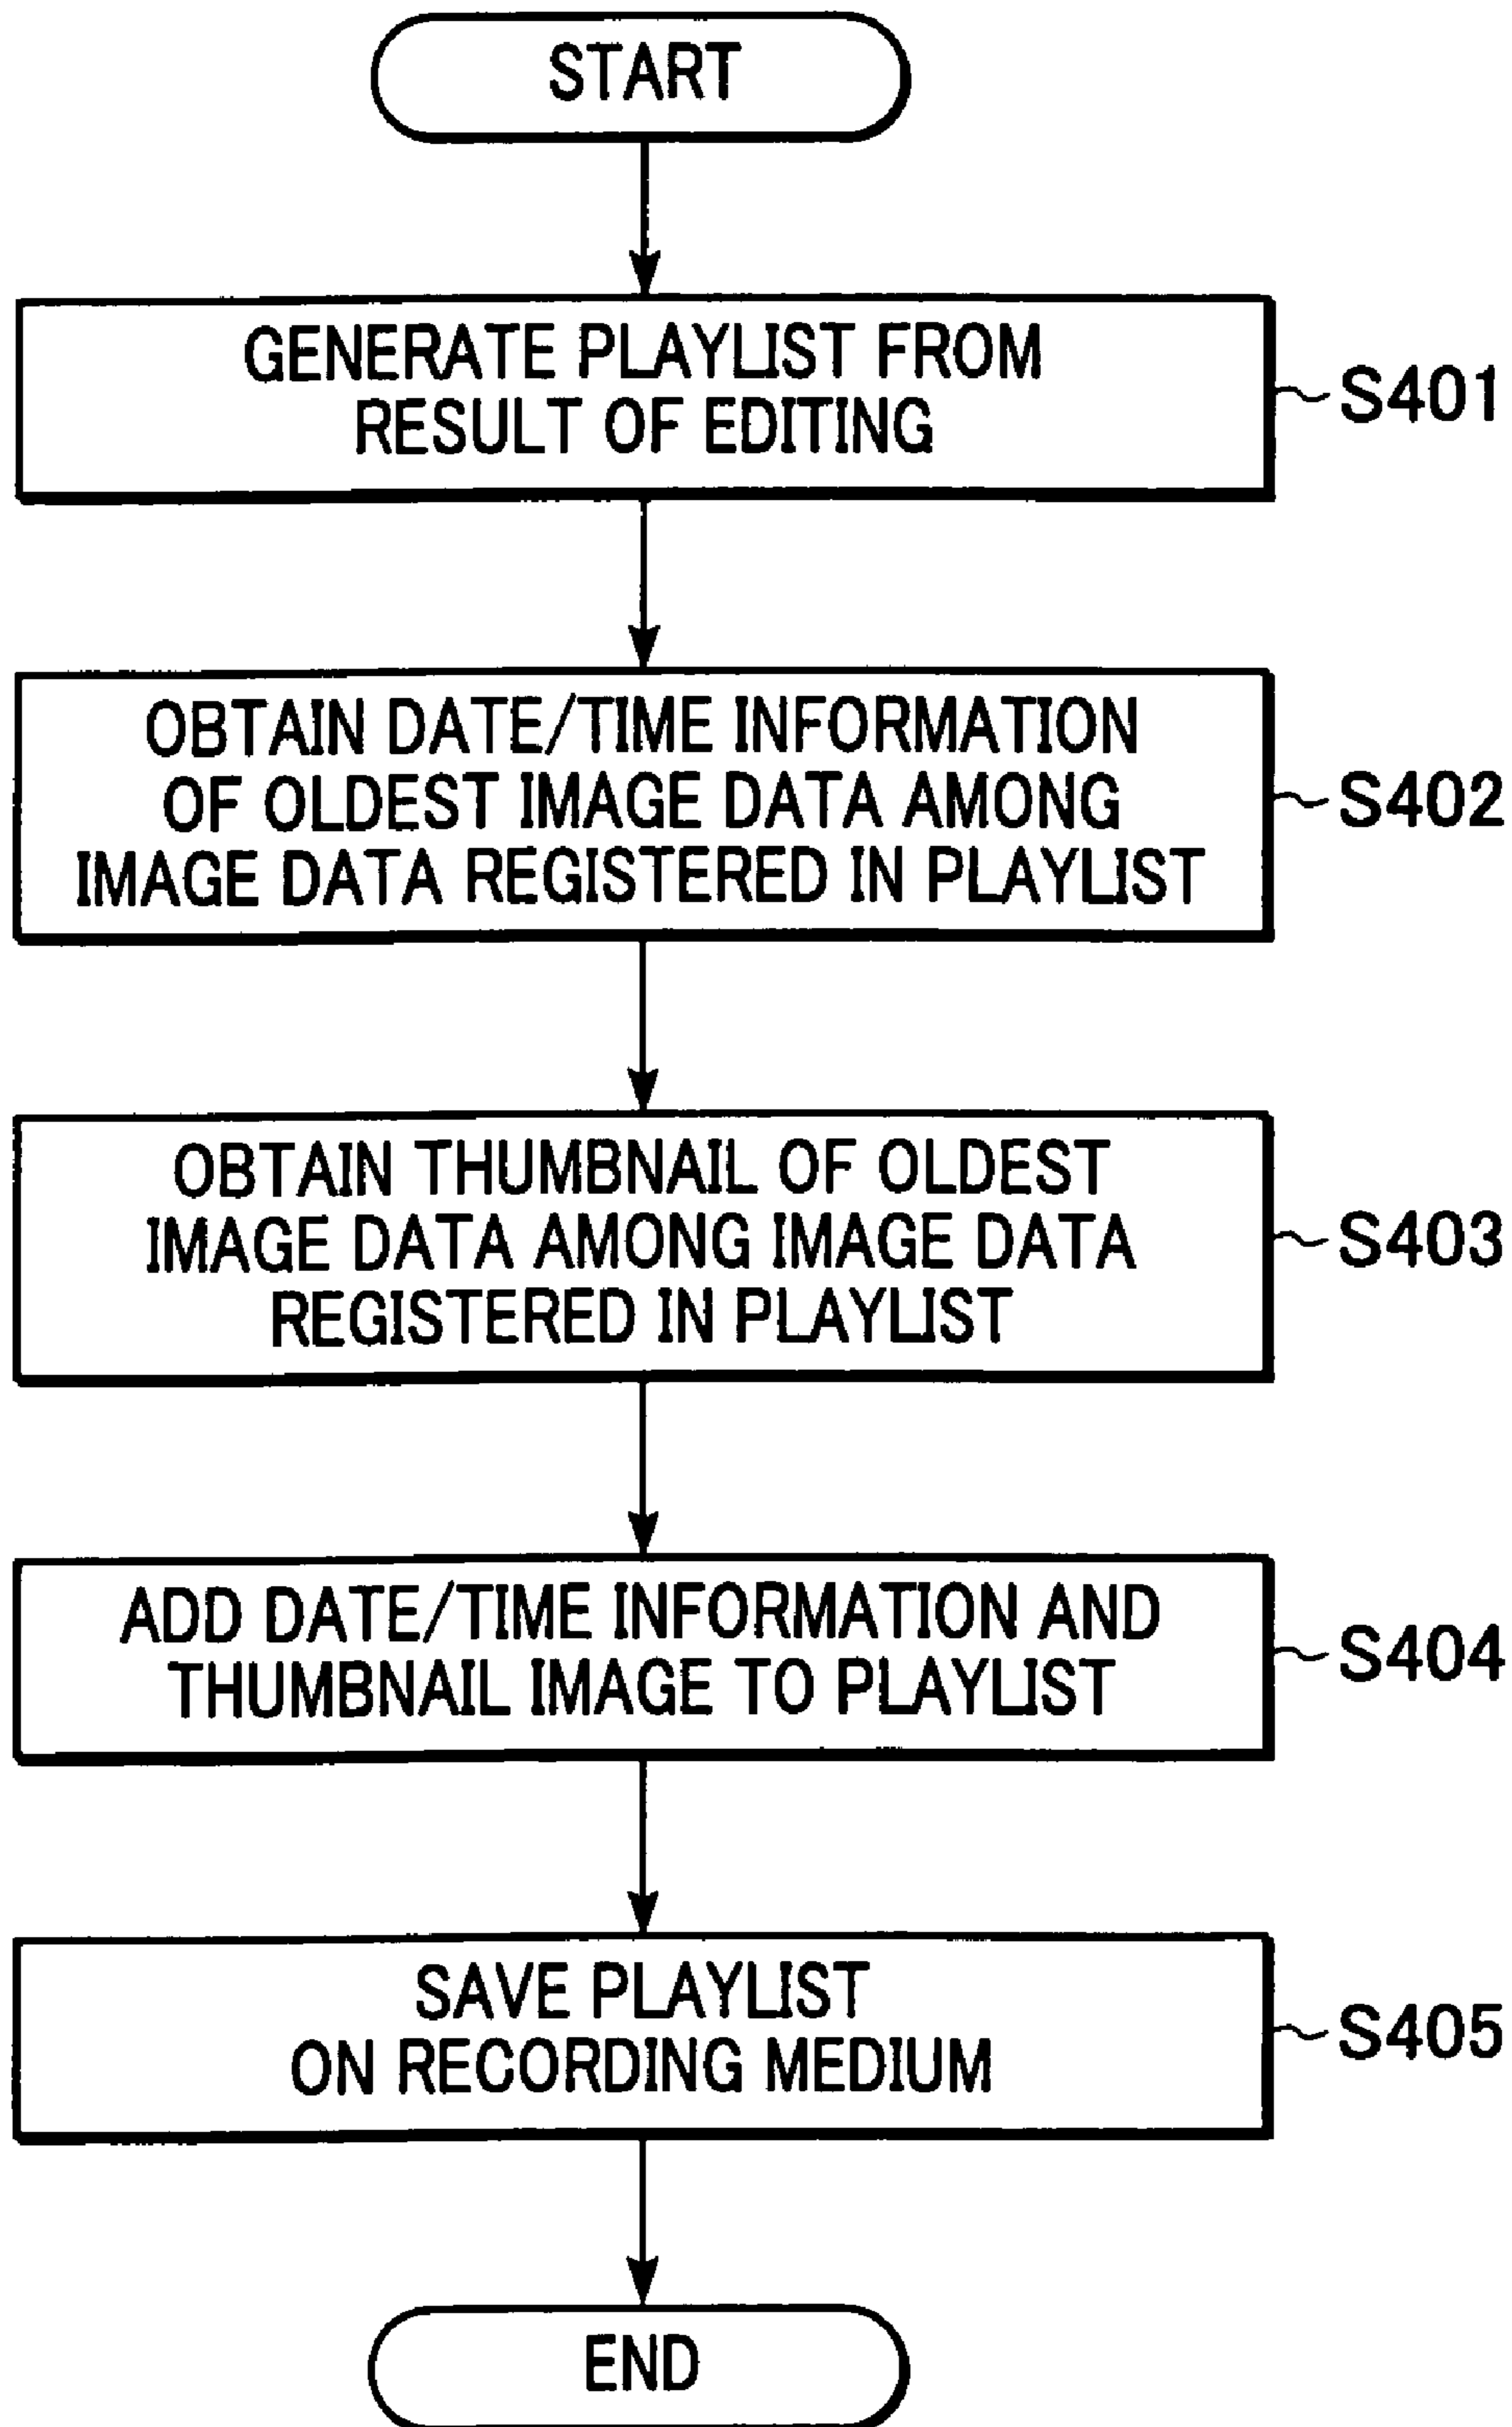 START
GENERATE PLAYLIST FROM
RESULT OF EDITING
S401
OBTAIN DATE/TIME INFORMATION
OF OLDEST IMAGE DATA AMONG
IMAGE DATA REGISTERED IN PLAYLIST
S402
OBTAIN THUMBNAIL OF OLDEST
IMAGE DATA AMONG IMAGE DATA
REGISTERED IN PLAYLIST
S403
ADD DATE/TIME INFORMATION AND
THUMBNAIL IMAGE TO PLAYLIST
S404
SAVE PLAYLIST
ON RECORDING MEDIUM
S405
END